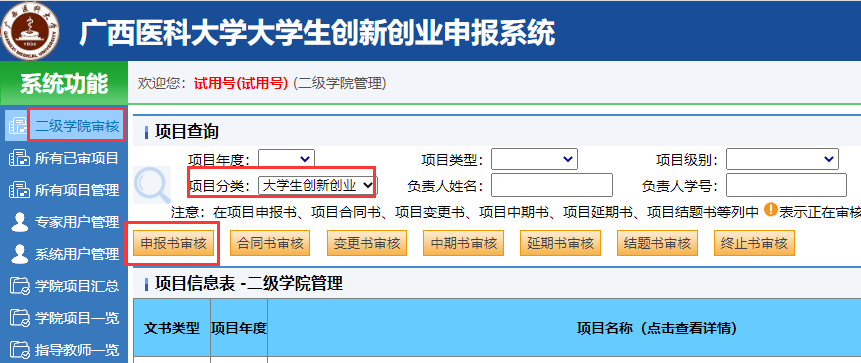 广西医科大学大学生创新创业申报系统
系统功能
欢迎您：试用号(试用号) (二级学院管理)
二级学院审核
所有已审项目
所有项目管理
专家用户管理
系统用户管理
学院项目汇总
学院项目一览
指导教师一览
项目查询
项目年度： 项目类型： 项目级别：
项目分类： 大学生创新创业 负责人姓名： 负责人学号：
注意：在项目申报书、项目合同书、项目变更书、项目中期书、项目延期书、项目结题书等列中 ! 表示正在审核
申报书审核 合同书审核 变更书审核 中期书审核 延期书审核 结题书审核 终止书审核
项目信息表 -二级学院管理
文书类型 项目年度 项目名称（点击查看详情）